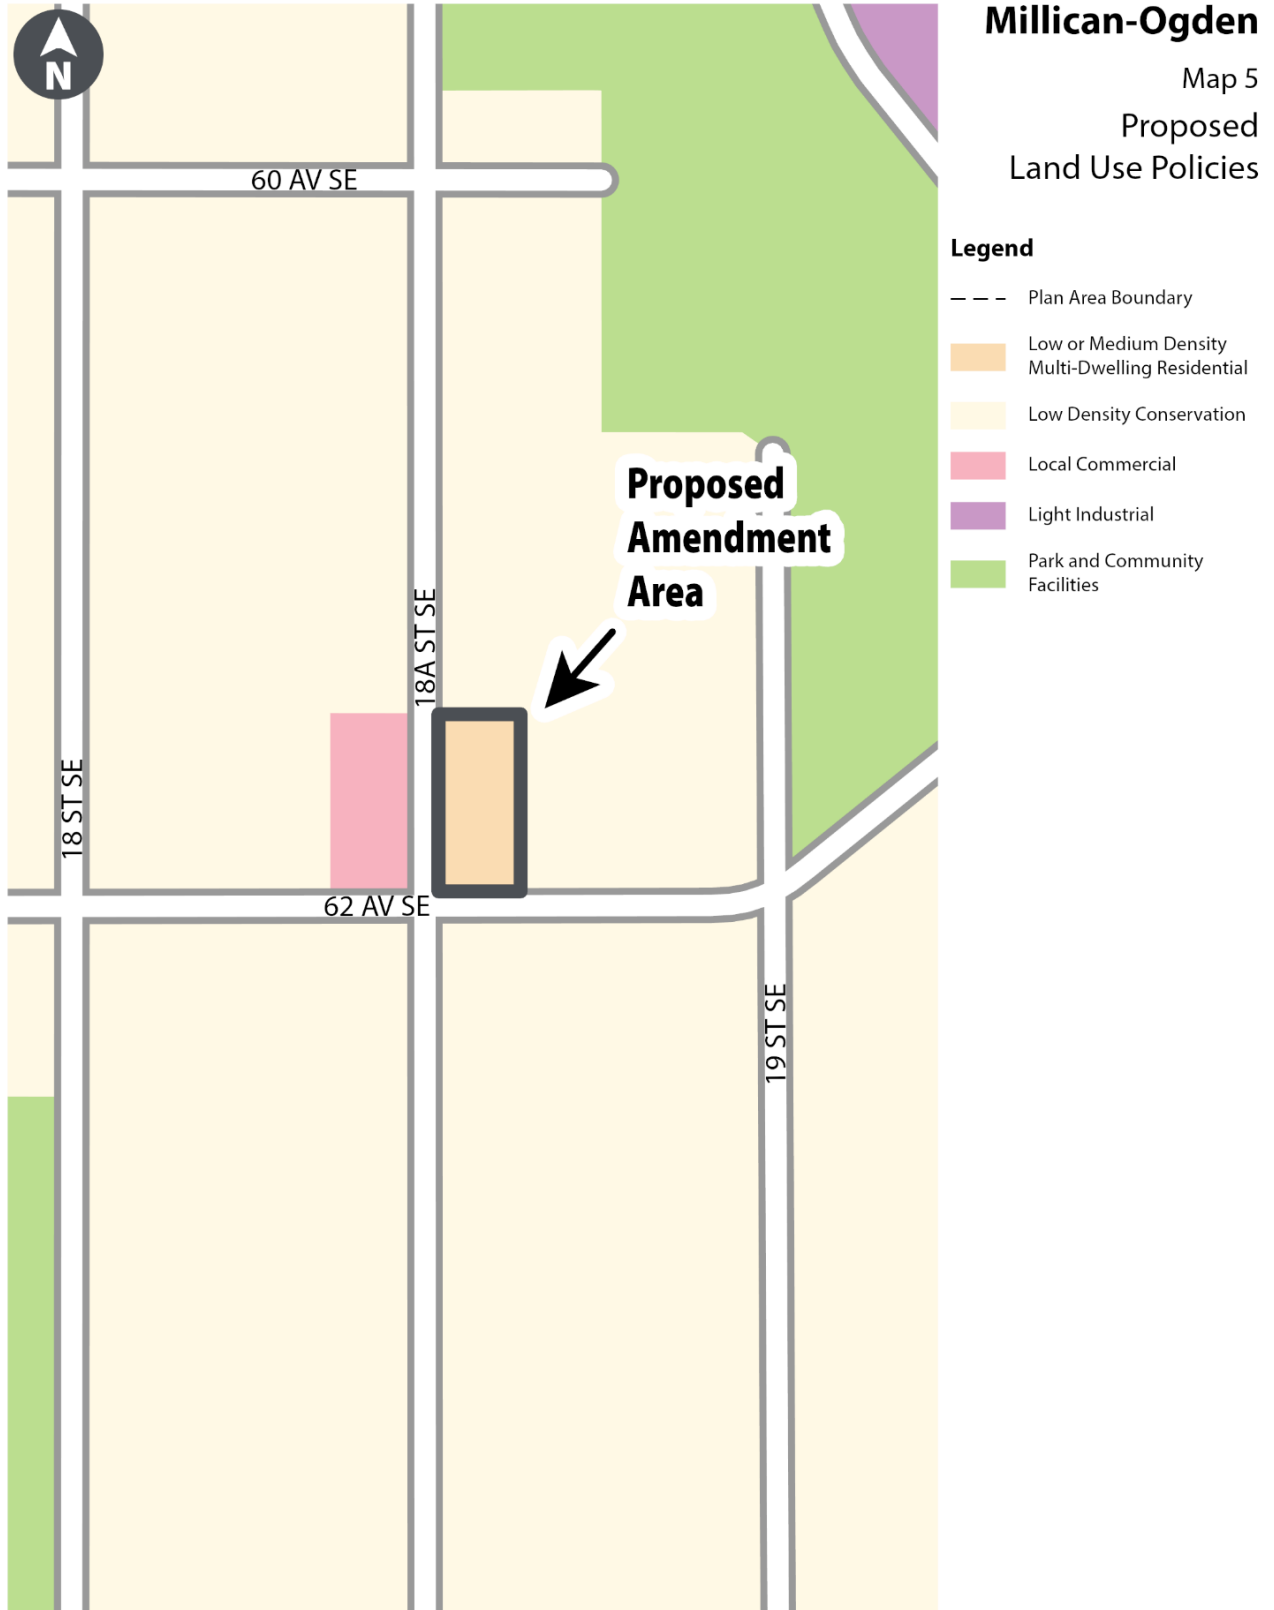 N
Millican-Ogden
Map 5
Proposed
Land Use Policies
Legend
Plan Area Boundary
Low or Medium Density
Multi-Dwelling Residential
Low Density Conservation
Local Commercial
Light Industrial
Park and Community
Facilities
60 AV SE
Proposed
Amendment
Area
18A ST SE
18 ST SE
62 AV SE
19 ST SE